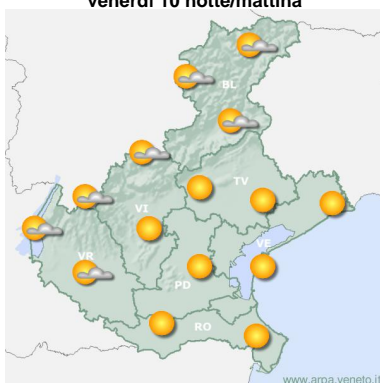 venerdì 10 notte/mattina
BL
TV
VI
VE
VR
PD
RO
www.arpa.veneto.it